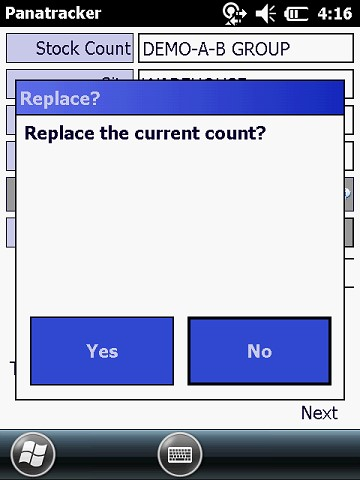 Panatracker 4:16
Stock Count DEMO-A-B GROUP
Replace?
Replace the current count?
Yes No
Next